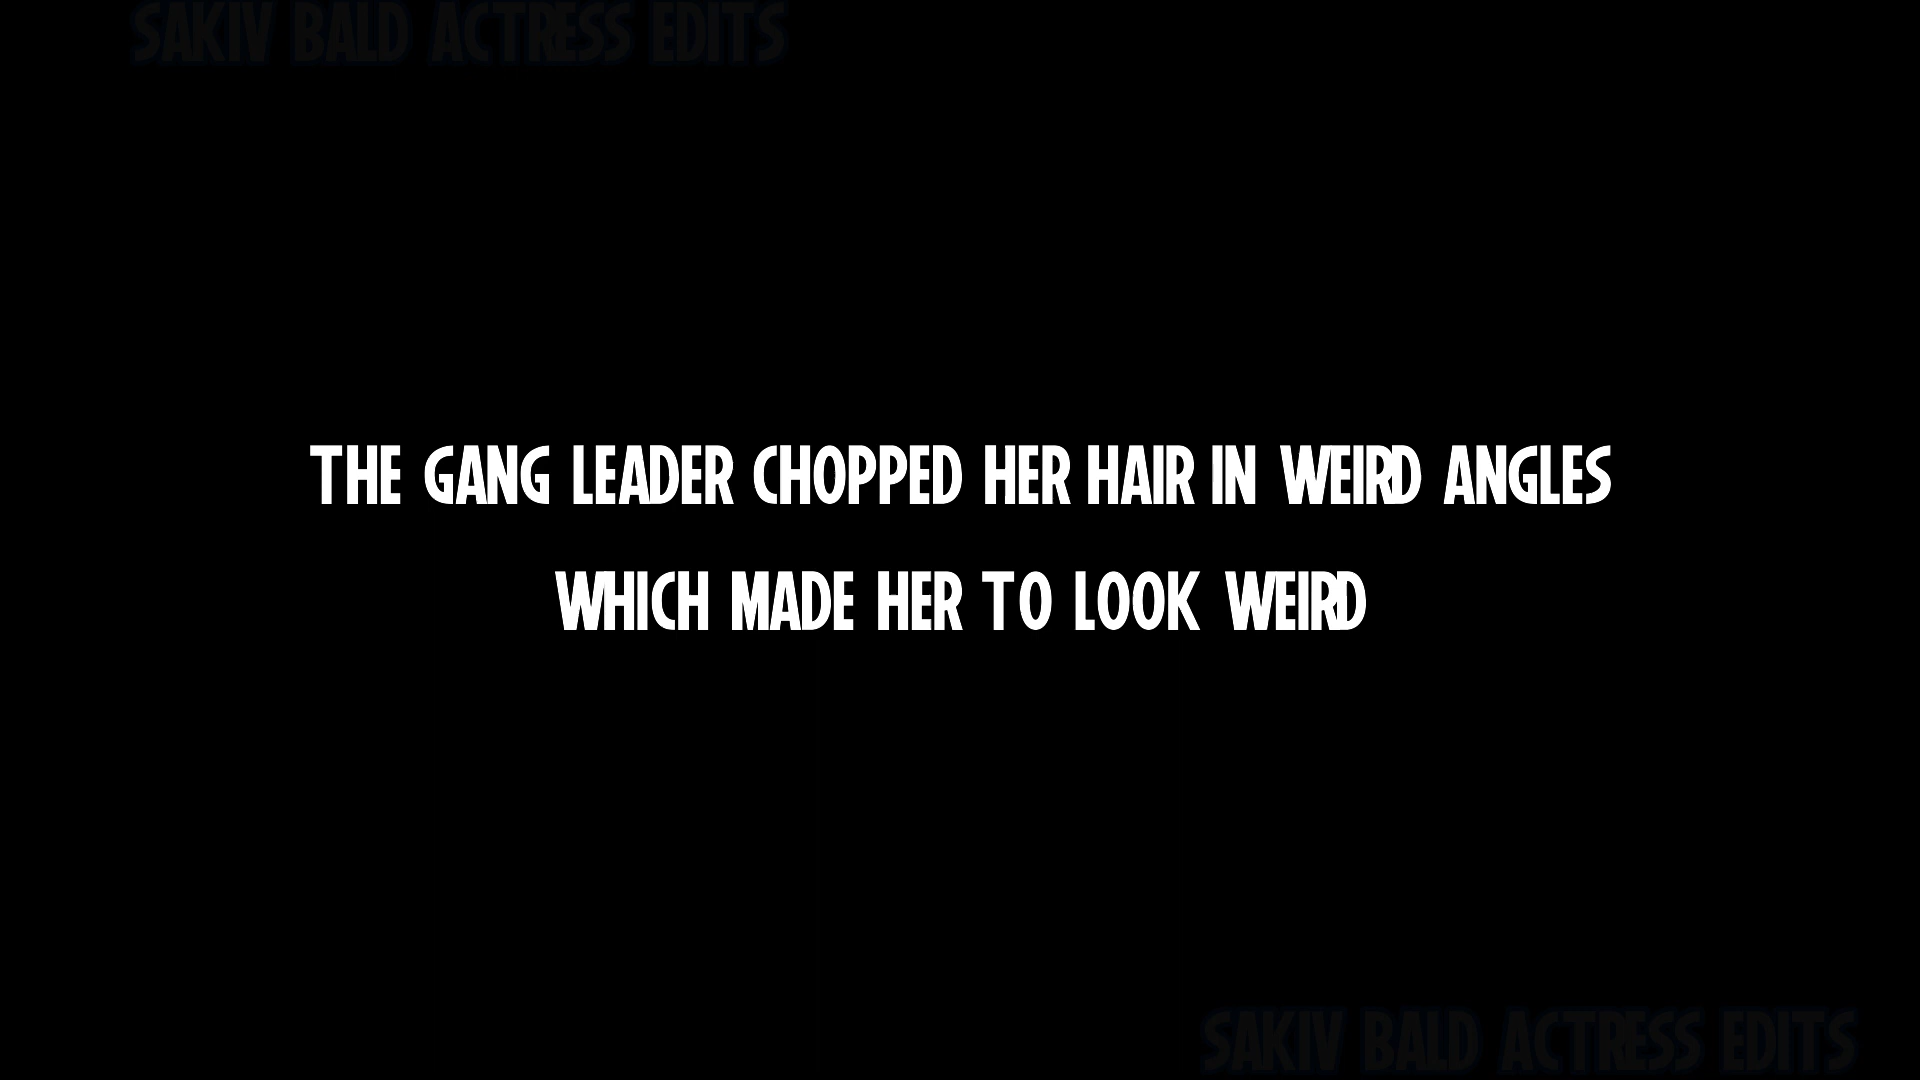 SAKIV BALD ACTRESS EDITS
THE GANG LEADER CHOPPED HER HAIR IN WEIRD ANGLES
WHICH MADE HER TO LOOK WEIRD
SAKIV BALD ACTRESS EDITS